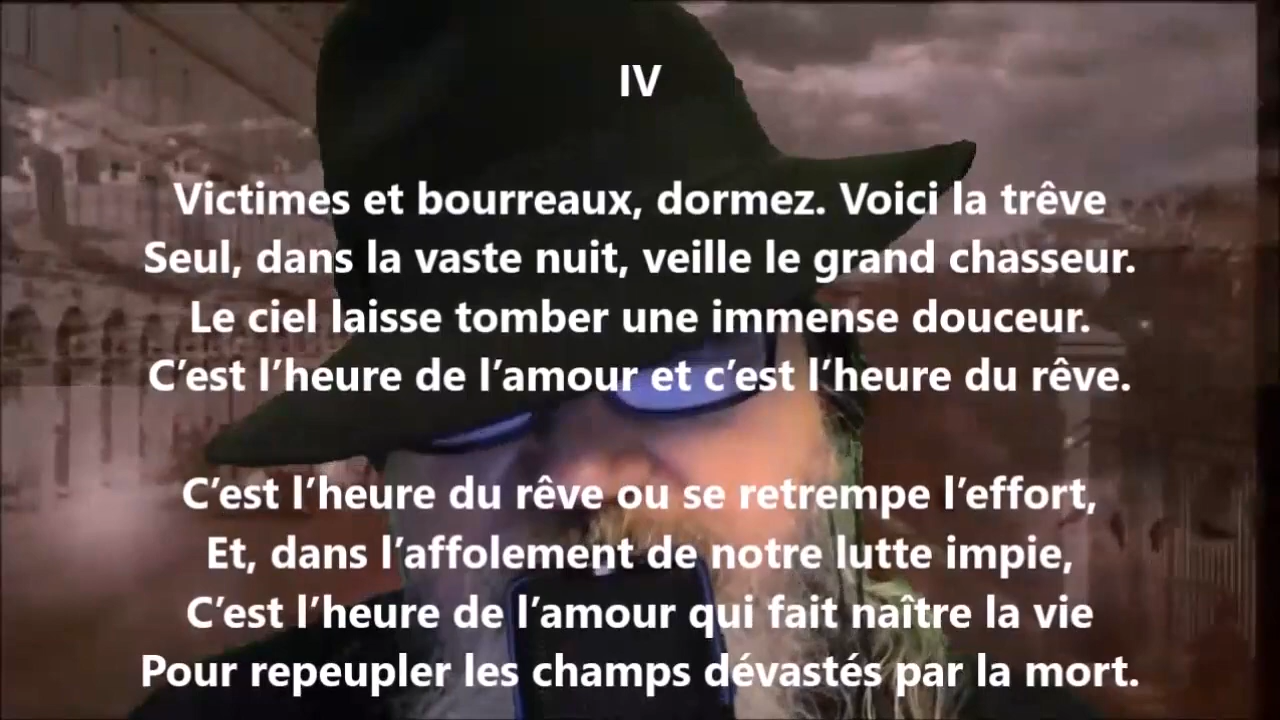 IV
Victimes et bourreaux, dormez. Voici la trêve
Seul, dans la vaste nuit, veille le grand chasseur.
Le ciel laisse tomber une immense douceur.
C’est l’heure de l’amour et c’est l’heure du rêve.
C’est l’heure du rêve ou se retrempe l’effort,
Et, dans l’affolement de notre lutte impie,
C’est l’heure de l’amour qui fait naître la vie
Pour repeupler les champs dévastés par la mort.